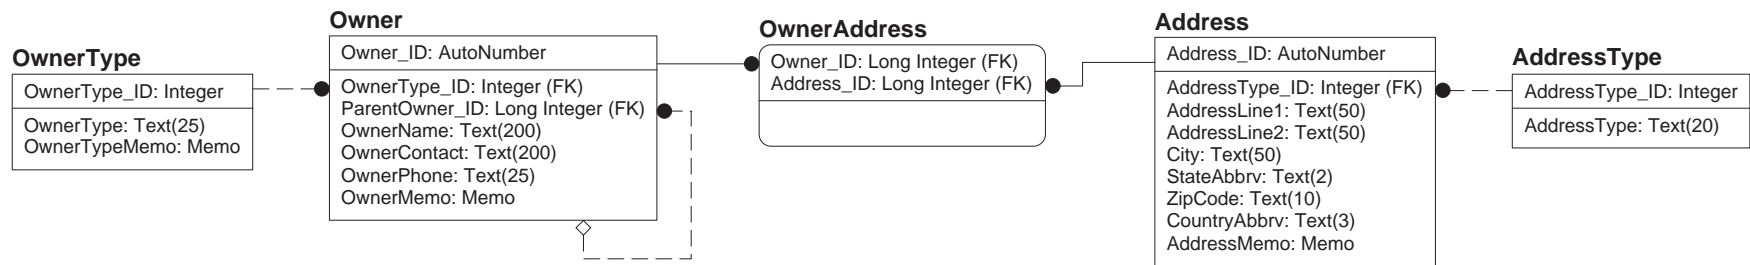 OwnerType
OwnerType_ID: Integer
OwnerType: Text(25)
OwnerTypeMemo: Memo
Owner
Owner_ID: AutoNumber
OwnerType_ID: Integer (FK)
ParentOwner_ID: Long Integer (FK)
OwnerName: Text(200)
OwnerContact: Text(200)
OwnerPhone: Text(25)
OwnerMemo: Memo
OwnerAddress
Owner_ID: Long Integer (FK)
Address_ID: Long Integer (FK)
Address
Address_ID: AutoNumber
AddressType_ID: Integer (FK)
AddressLine1: Text(50)
AddressLine2: Text(50)
City: Text(50)
StateAbbrv: Text(2)
ZipCode: Text(10)
CountryAbbrv: Text(3)
AddressMemo: Memo
AddressType
AddressType_ID: Integer
AddressType: Text(20)